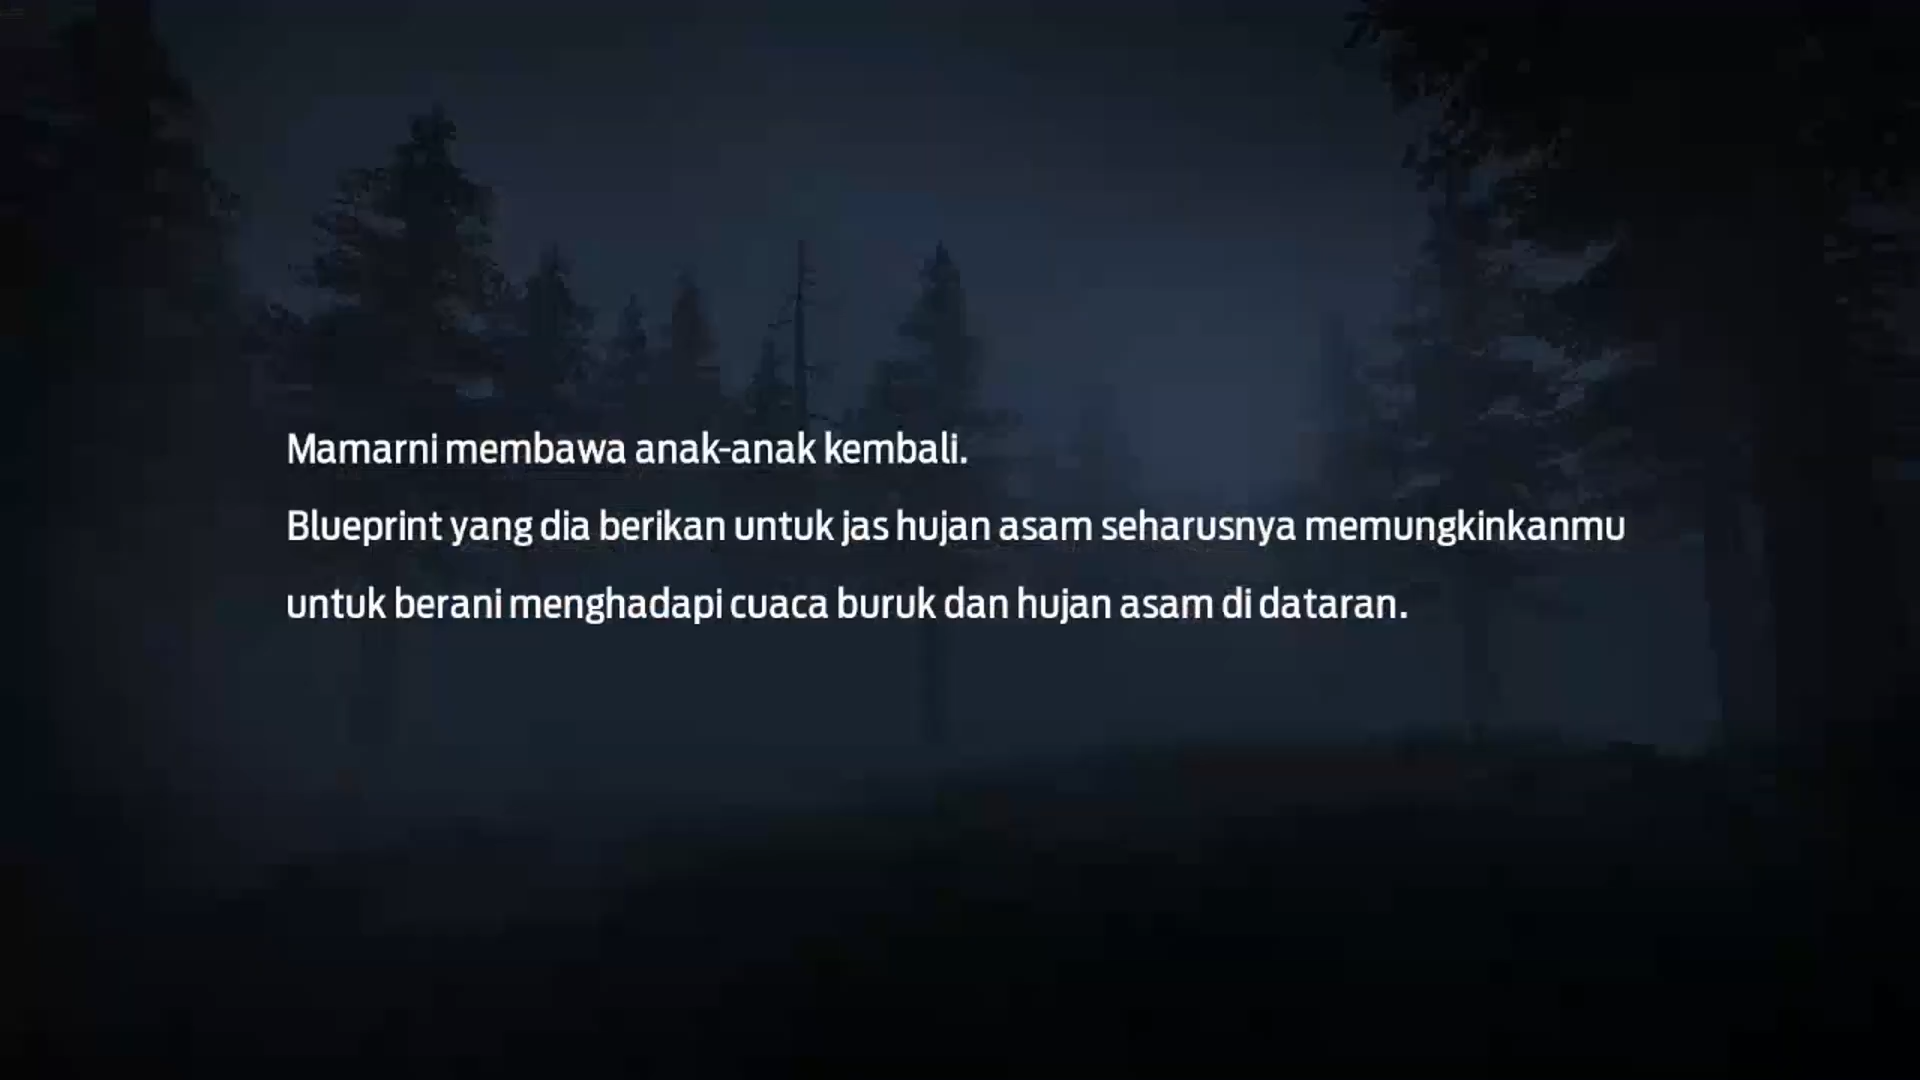 Mamarni membawa anak-anak kembali.
Blueprint yang dia berikan untuk jas hujan asam seharusnya memungkinkanmu
untuk berani menghadapi cuaca buruk dan hujan asam di dataran.